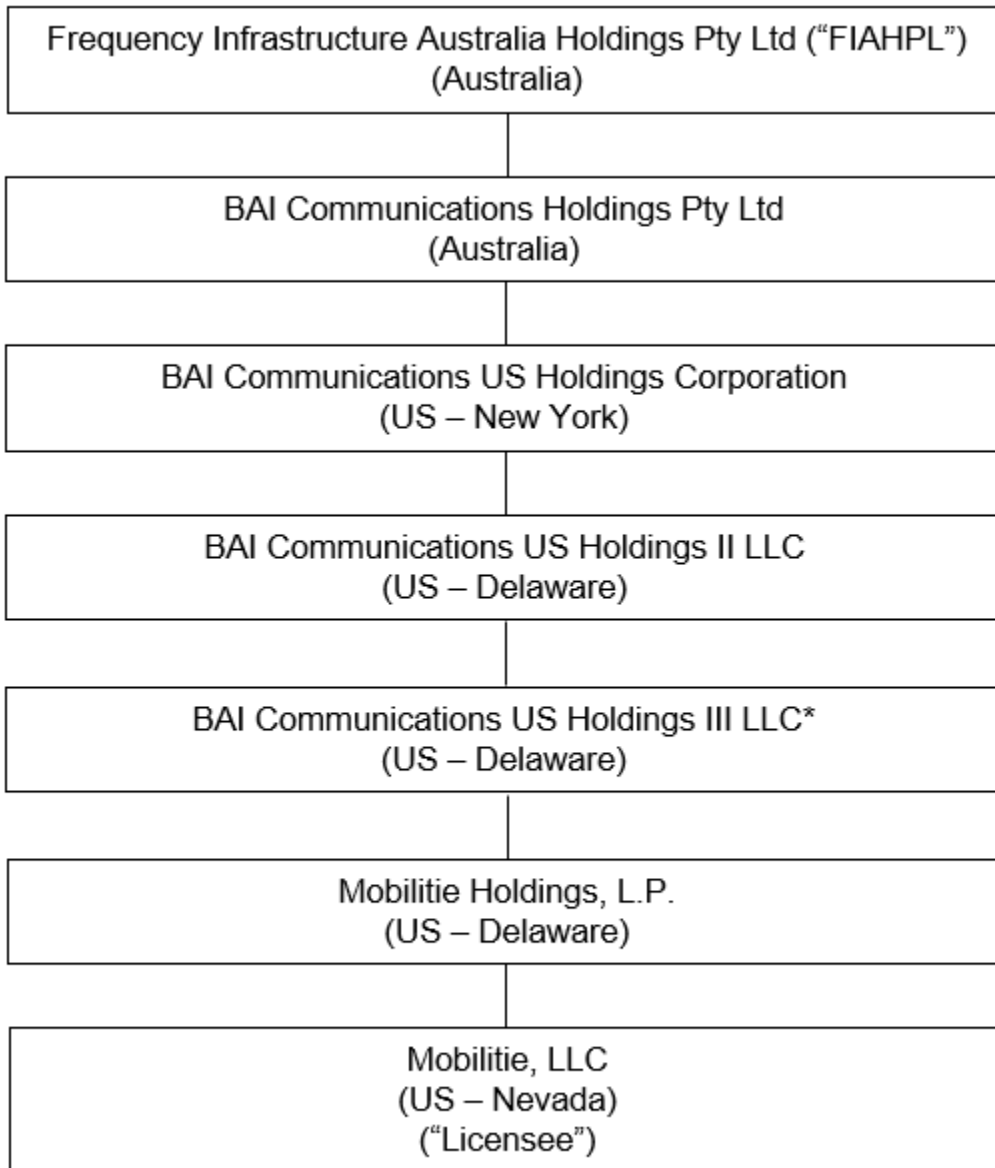 Frequency Infrastructure Australia Holdings Pty Ltd (“FIAHPL”)
(Australia)
BAI Communications Holdings Pty Ltd
(Australia)
BAI Communications US Holdings Corporation
(US – New York)
BAI Communications US Holdings II LLC
(US – Delaware)
BAI Communications US Holdings III LLC*
(US – Delaware)
Mobilitie Holdings, L.P.
(US – Delaware)
Mobilitie, LLC
(US – Nevada)
(“Licensee”)